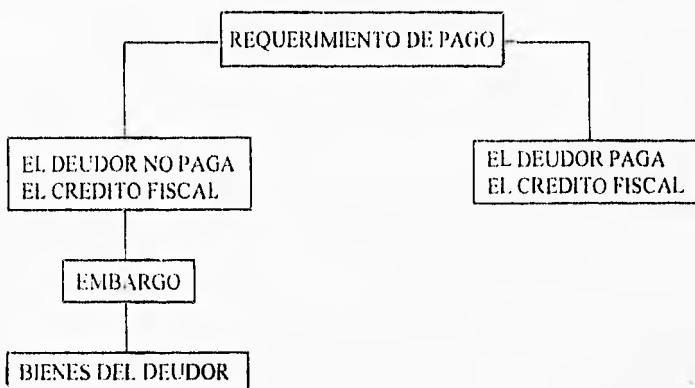 REQUERIMIENTO DE PAGO
EL DEUDOR NO PAGA
EL CREDITO FISCAL
EL DEUDOR PAGA
EL CREDITO FISCAL
EMBARGO
BIENES DEL DEUDOR